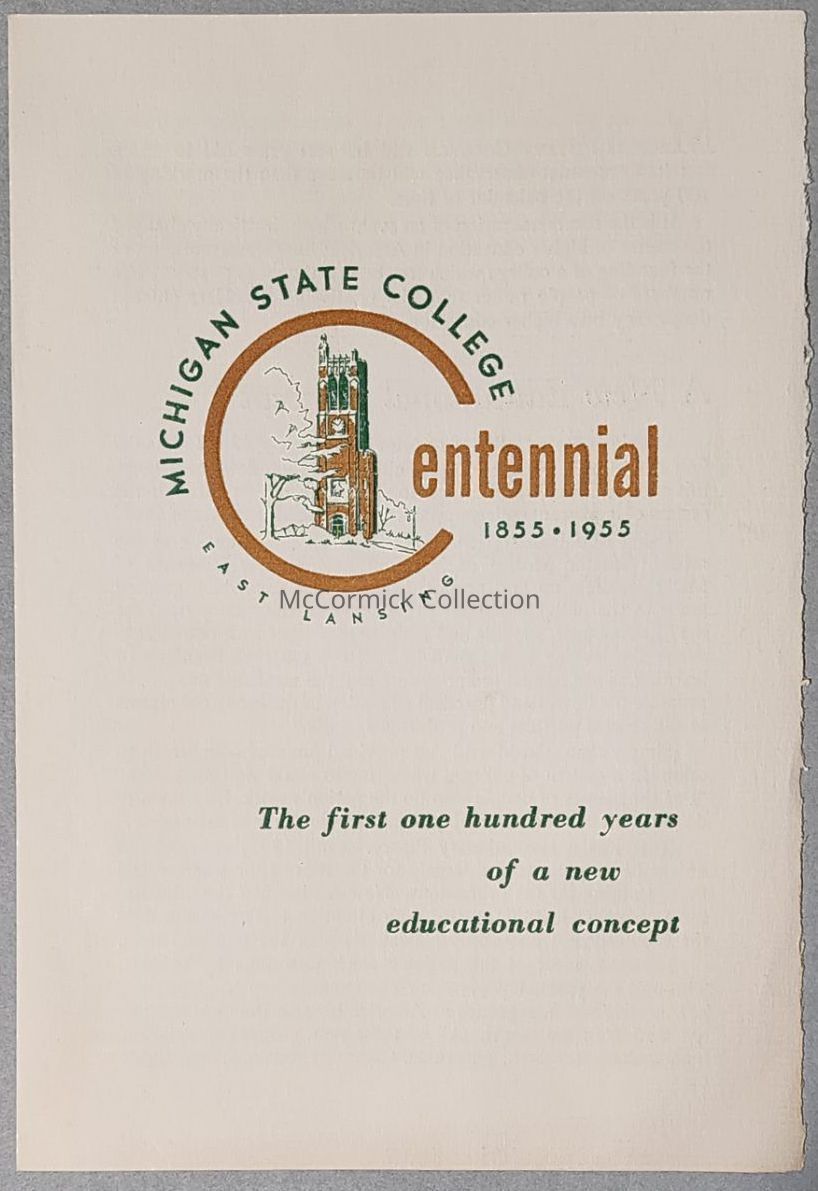 MICHIGAN STATE COLLEGE
Centennial
1855 • 1955
EAST LANSING
McCormick Collection
The first one hundred years
of a new
educational concept